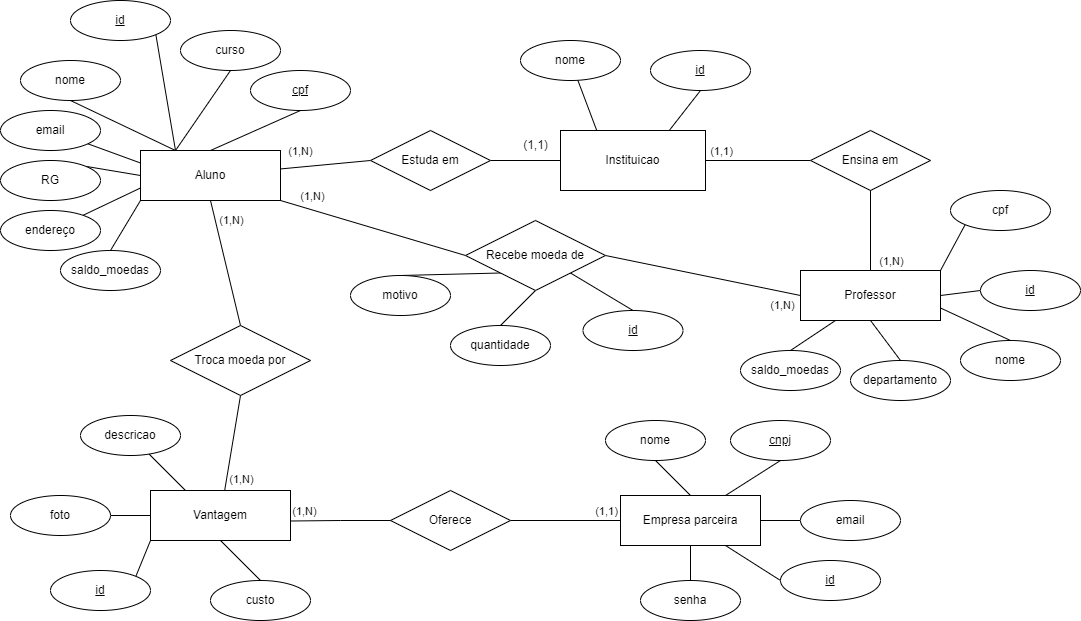 id
curso
nome
cpf
email
RG
endereço
saldo_moedas
Aluno
(1,N)
(1,N)
(1,N)
Estuda em
(1,1)
nome
id
Instituicao
(1,1)
Ensina em
(1,N)
cpf
id
nome
departamento
saldo_moedas
Professor
(1,N)
Recebe moeda de
motivo
quantidade
id
Troca moeda por
(1,N)
descricao
foto
id
custo
Vantagem
(1,N)
Oferece
(1,1)
nome
cnpj
Empresa parceira
email
id
senha